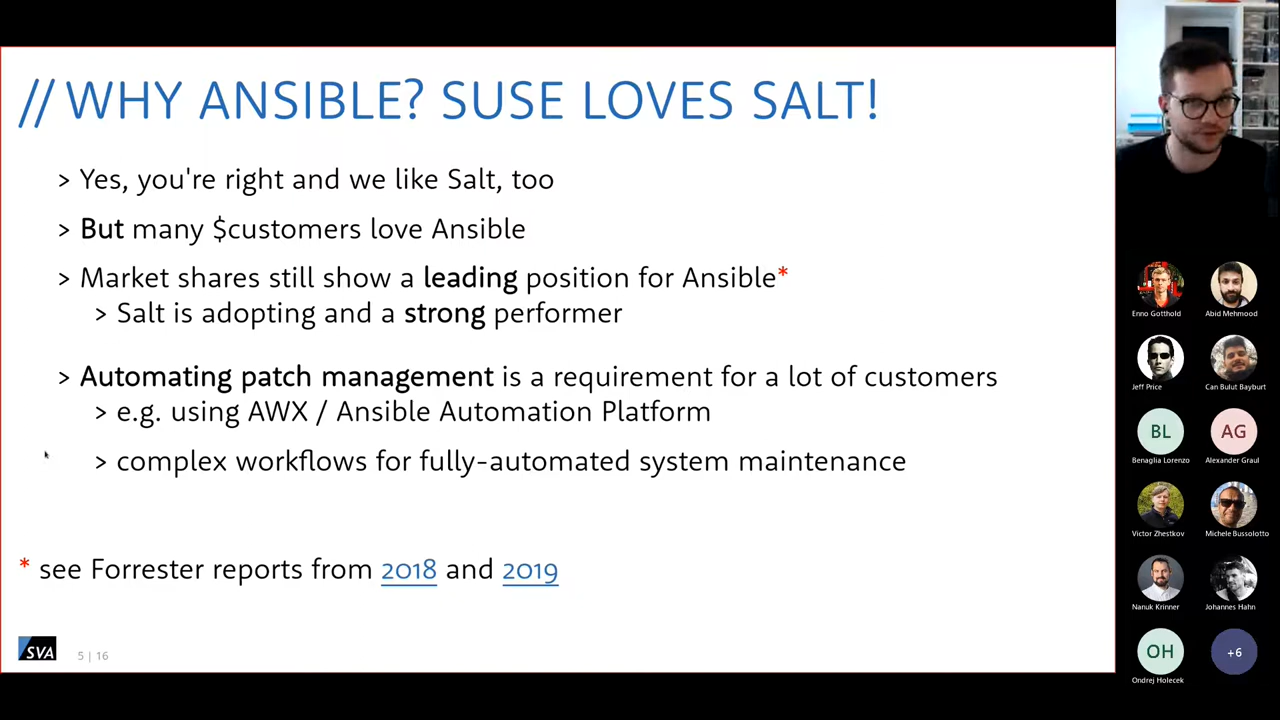 // WHY ANSIBLE? SUSE LOVES SALT!
> Yes, you're right and we like Salt, too
> But many $customers love Ansible
> Market shares still show a leading position for Ansible*
> Salt is adopting and a strong performer
> Automating patch management is a requirement for a lot of customers
> e.g. using AWX / Ansible Automation Platform
> complex workflows for fully-automated system maintenance
* see Forrester reports from 2018 and 2019
SVA
5 | 16
Enno Gotthold
Abid Mehmood
Jeff Price
Can Bulut Bayburt
BL
AG
Benaglia Lorenzo
Alexander Graul
Victor Zhestkov
Michele Bussolotto
Nanuk Krinner
Johannes Hahn
OH
+6
Ondrej Holecek